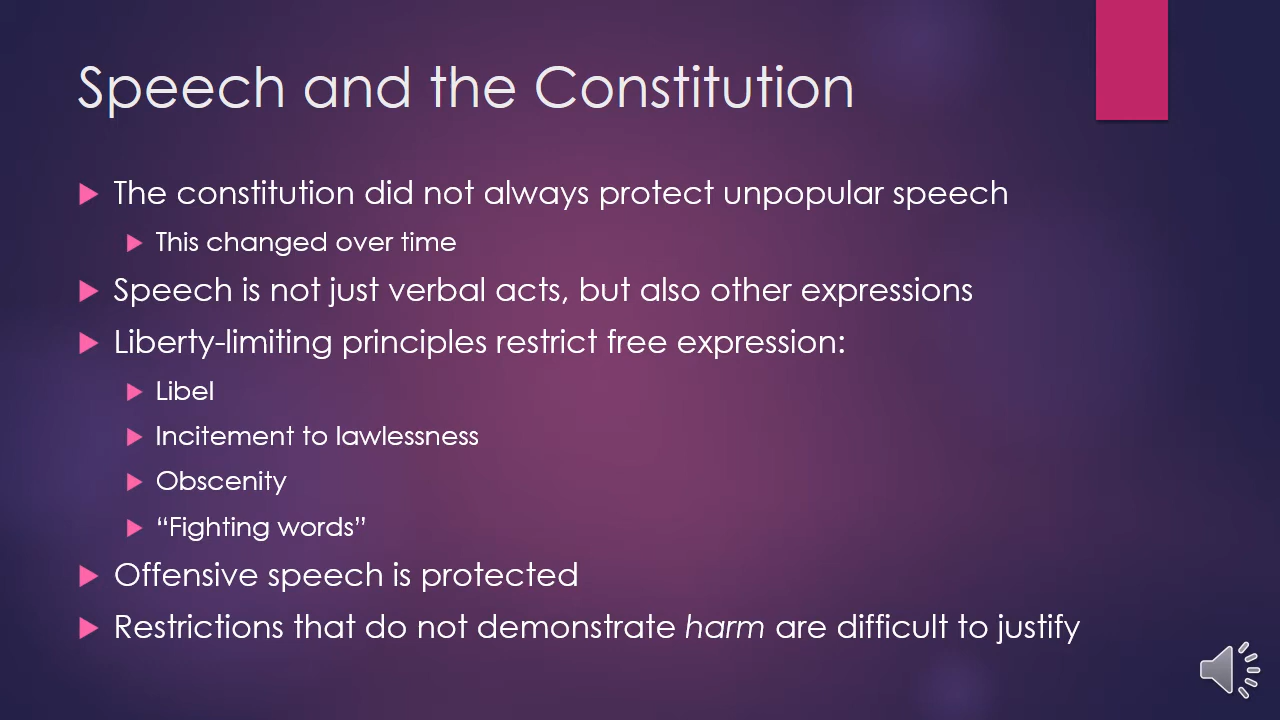 Speech and the Constitution
The constitution did not always protect unpopular speech
This changed over time
Speech is not just verbal acts, but also other expressions
Liberty-limiting principles restrict free expression:
Libel
Incitement to lawlessness
Obscenity
“Fighting words”
Offensive speech is protected
Restrictions that do not demonstrate harm are difficult to justify